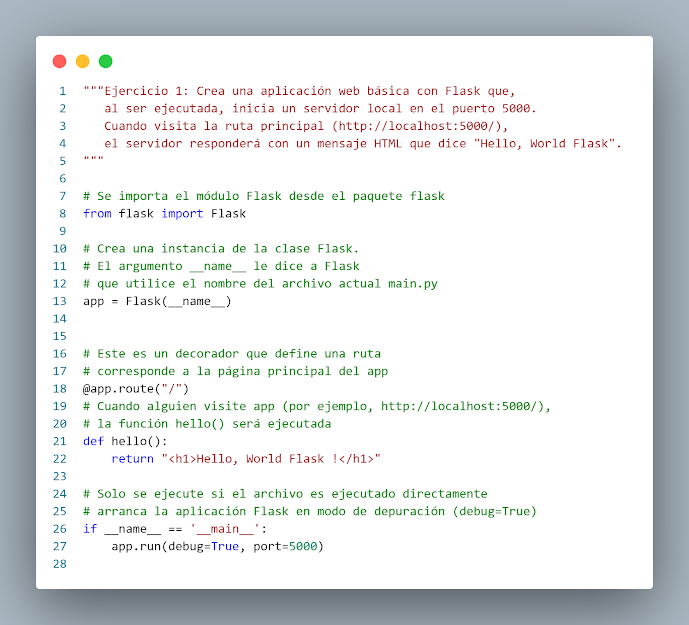 1 """Ejercicio 1: Crea una aplicación web básica con Flask que,
2    al ser ejecutada, inicia un servidor local en el puerto 5000.
3    Cuando visita la ruta principal (http://localhost:5000/),
4    el servidor responderá con un mensaje HTML que dice "Hello, World Flask".
5 """
6
7 # Se importa el módulo Flask desde el paquete flask
8 from flask import Flask
9
10 # Crea una instancia de la clase Flask.
11 # El argumento __name__ le dice a Flask
12 # que utilice el nombre del archivo actual main.py
13 app = Flask(__name__)
14
15
16 # Este es un decorador que define una ruta
17 # corresponde a la página principal del app
18 @app.route("/")
19 # Cuando alguien visite app (por ejemplo, http://localhost:5000/),
20 # la función hello() será ejecutada
21 def hello():
22     return "<h1>Hello, World Flask !</h1>"
23
24 # Solo se ejecute si el archivo es ejecutado directamente
25 # arranca la aplicación Flask en modo de depuración (debug=True)
26 if __name__ == '__main__':
27     app.run(debug=True, port=5000)
28